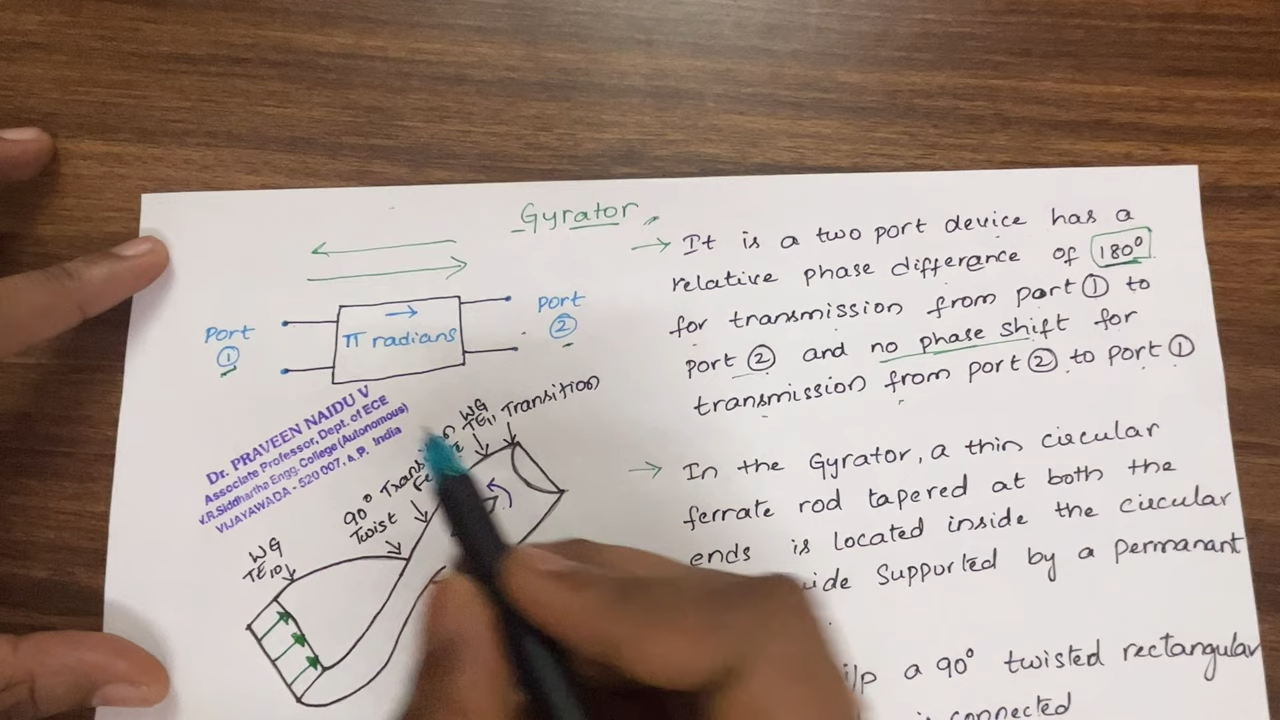 Gyrator
Port
①
π radians
Port
②
→ It is a two port device has a
relative phase difference of 180°
for transmission from port ① to
port ② and no phase shift for
transmission from port ② to port ①
Dr. PRAVEEN NAIDU V
Associate Professor, Dept. of ECE
V.R.Siddhartha Engg. College (Autonomous)
VIJAYAWADA - 520 007, A.P. India
WG
TE10
90°
Twist
WG
TE11 Transition
→ In the Gyrator, a thin circular
ferrate rod tapered at both the
ends is located inside the circular
Supported by a permanant
i/p a 90° twisted rectangular
connected